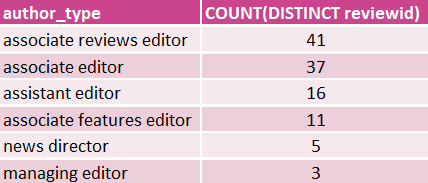 author_type COUNT(DISTINCT reviewid)
associate reviews editor 41
associate editor 37
assistant editor 16
associate features editor 11
news director 5
managing editor 3